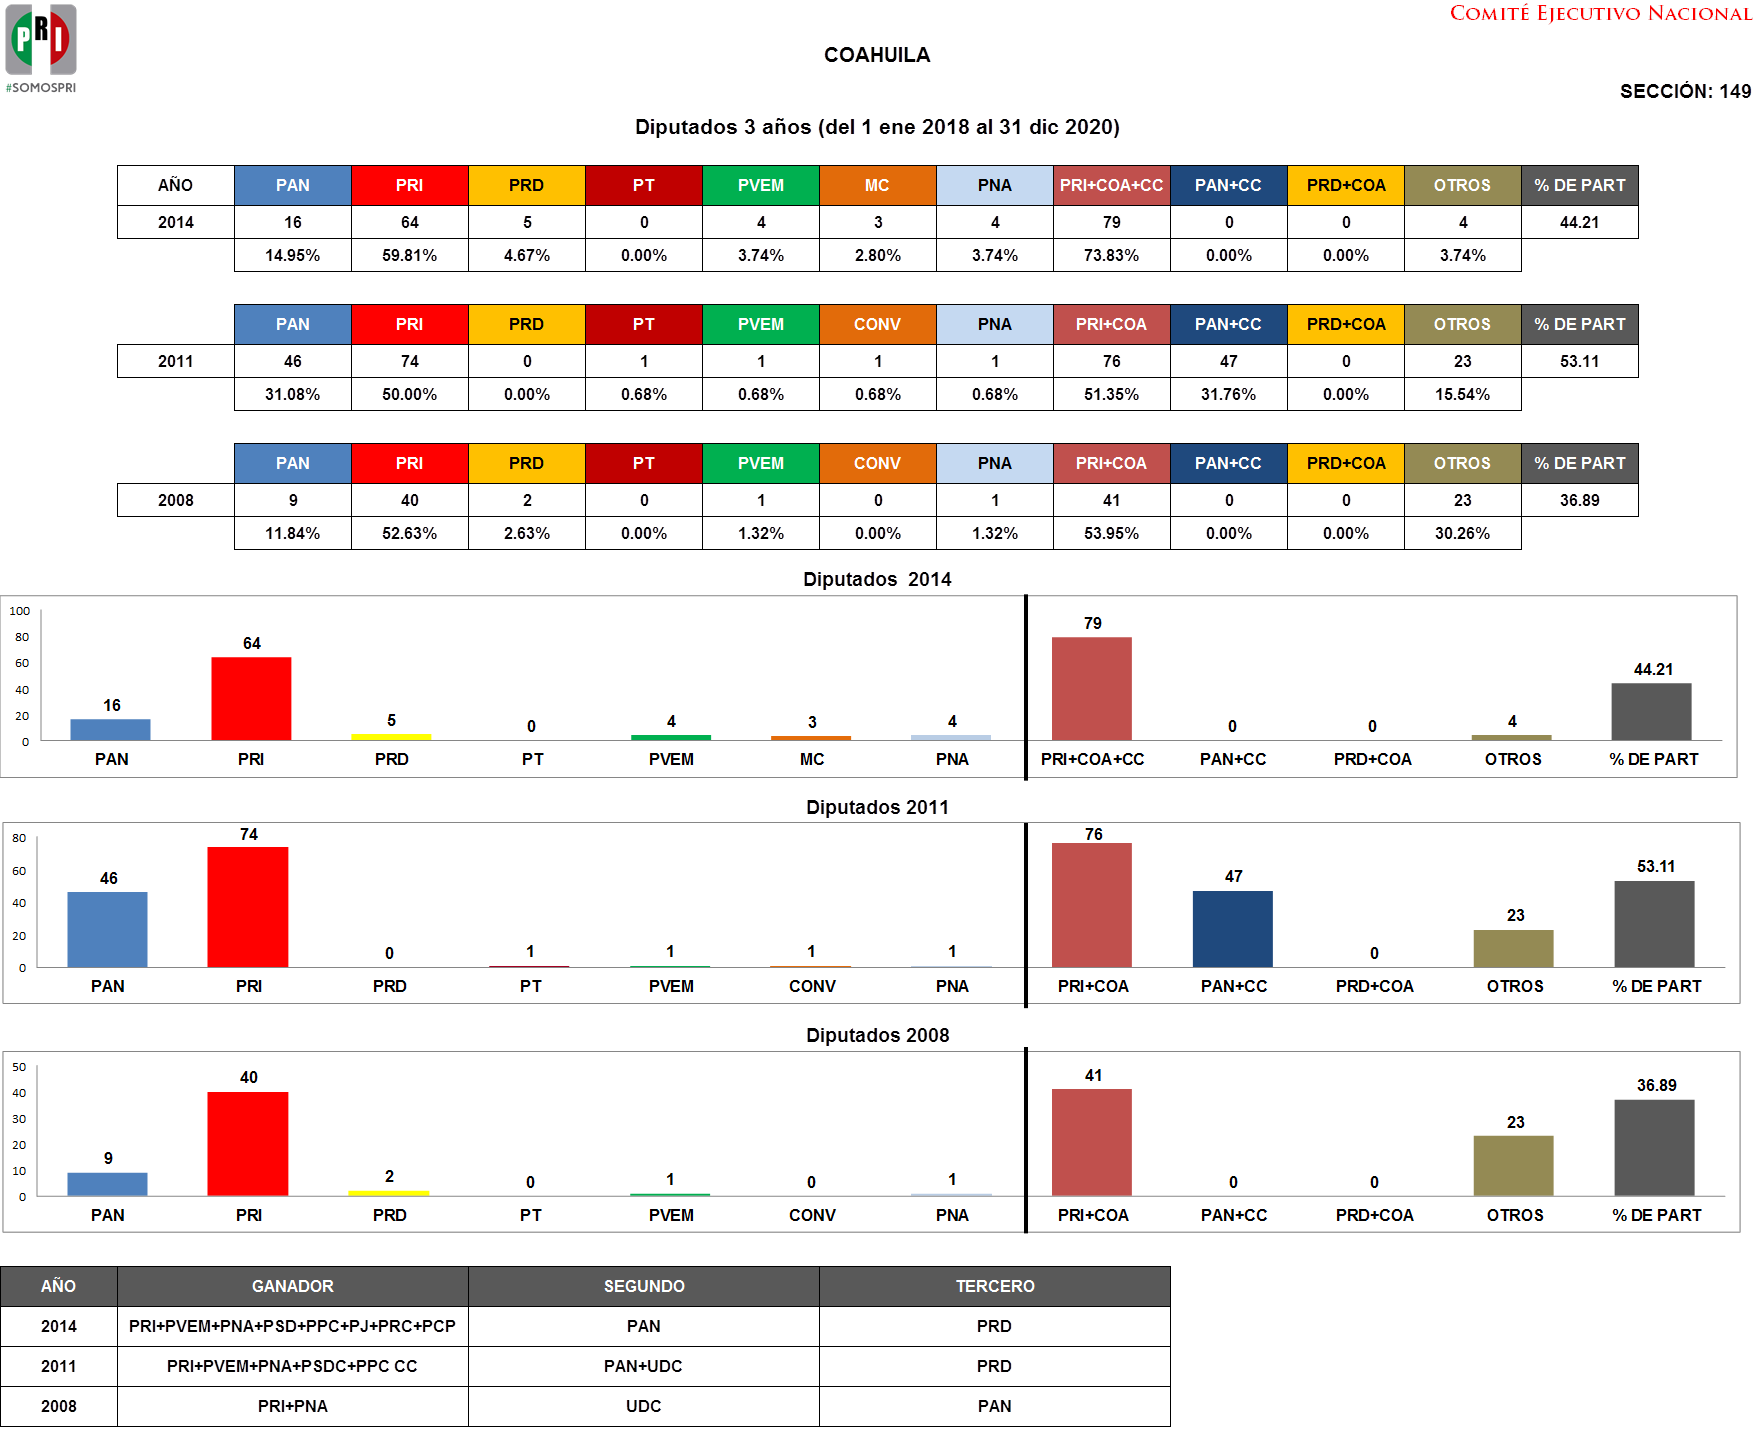 PRI
#SOMOSPRI
COMITÉ EJECUTIVO NACIONAL
COAHUILA
SECCIÓN: 149
Diputados 3 años (del 1 ene 2018 al 31 dic 2020)
AÑO PAN PRI PRD PT PVEM MC PNA PRI+COA+CC PAN+CC PRD+COA OTROS % DE PART
2014 16 64 5 0 4 3 4 79 0 0 4 44.21
14.95% 59.81% 4.67% 0.00% 3.74% 2.80% 3.74% 73.83% 0.00% 0.00% 3.74%
PAN PRI PRD PT PVEM CONV PNA PRI+COA PAN+CC PRD+COA OTROS % DE PART
2011 46 74 0 1 1 1 1 76 47 0 23 53.11
31.08% 50.00% 0.00% 0.68% 0.68% 0.68% 0.68% 51.35% 31.76% 0.00% 15.54%
PAN PRI PRD PT PVEM CONV PNA PRI+COA PAN+CC PRD+COA OTROS % DE PART
2008 9 40 2 0 1 0 1 41 0 0 23 36.89
11.84% 52.63% 2.63% 0.00% 1.32% 0.00% 1.32% 53.95% 0.00% 0.00% 30.26%
Diputados 2014
100
80
60
40
20
0
16 64 5 0 4 3 4 79 0 0 4 44.21
PAN PRI PRD PT PVEM MC PNA PRI+COA+CC PAN+CC PRD+COA OTROS % DE PART
Diputados 2011
80
60
40
20
0
46 74 0 1 1 1 1 76 47 0 23 53.11
PAN PRI PRD PT PVEM CONV PNA PRI+COA PAN+CC PRD+COA OTROS % DE PART
Diputados 2008
50
40
30
20
10
0
9 40 2 0 1 0 1 41 0 0 23 36.89
PAN PRI PRD PT PVEM CONV PNA PRI+COA PAN+CC PRD+COA OTROS % DE PART
AÑO GANADOR SEGUNDO TERCERO
2014 PRI+PVEM+PNA+PSD+PPC+PJ+PRC+PCP PAN PRD
2011 PRI+PVEM+PNA+PSDC+PPC CC PAN+UDC PRD
2008 PRI+PNA UDC PAN